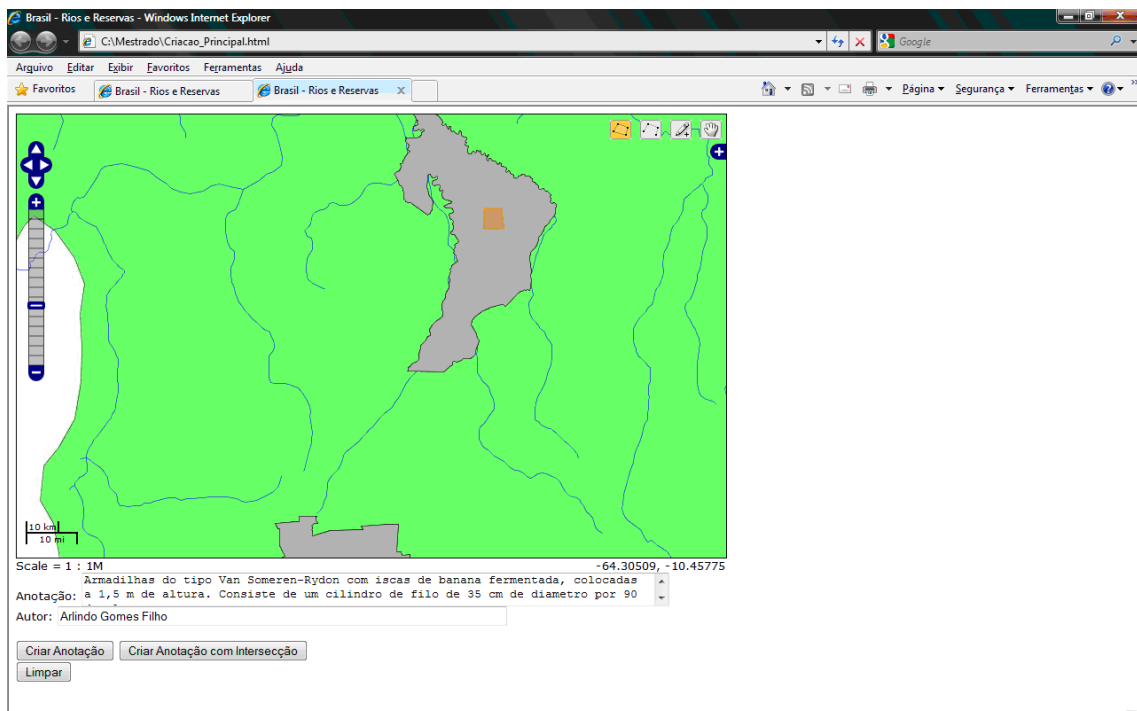 Brasil - Rios e Reservas - Windows Internet Explorer
C:\Mestrado\Criacao_Principal.html
Google
Arquivo Editar Exibir Favoritos Ferramentas Ajuda
Favoritos Brasil - Rios e Reservas Brasil - Rios e Reservas x Página Segurança Ferramentas
10 km
10 mi
Scale = 1 : 1M -64.30509, -10.45775
Armadilhas do tipo Van Someren-Rydon com iscas de banana fermentada, colocadas
Anotação: a 1,5 m de altura. Consiste de um cilindro de filo de 35 cm de diametro por 90
Autor: Arlindo Gomes Filho
Criar Anotação Criar Anotação com Intersecção
Limpar